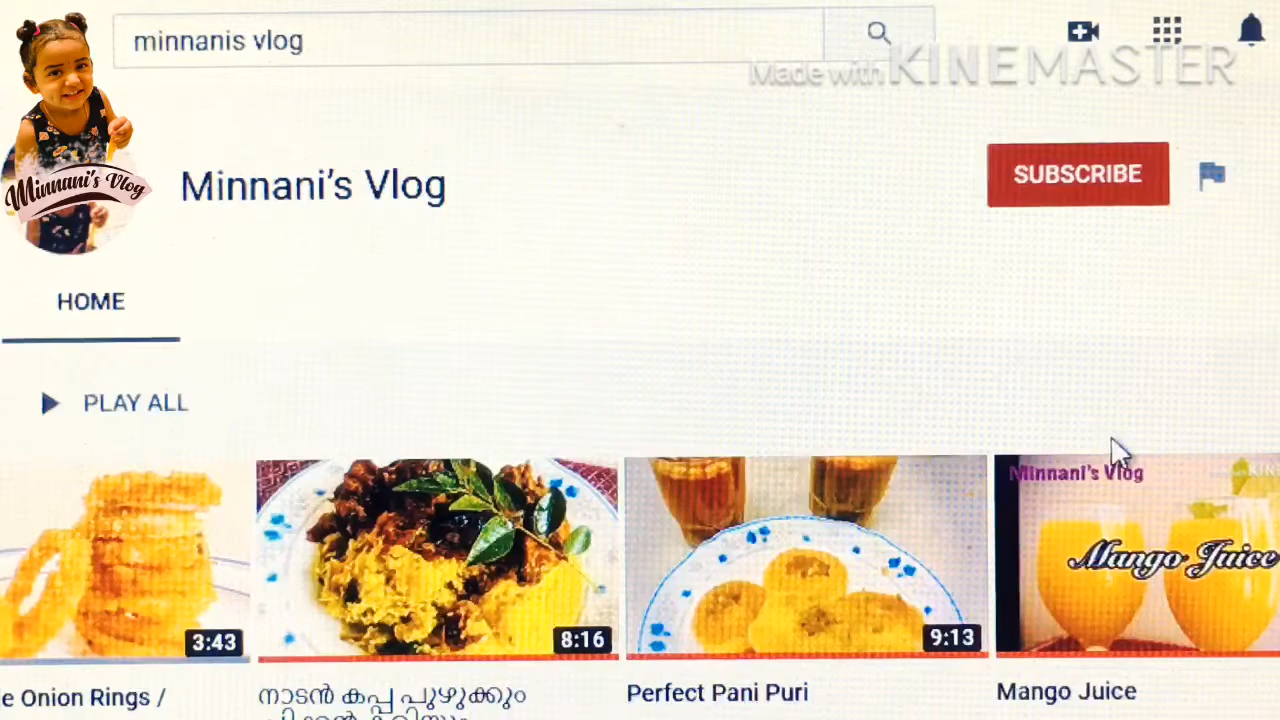 minnanis vlog
Made with KINEMASTER
Minnani's Vlog
Minnani's Vlog
SUBSCRIBE
HOME
PLAY ALL
Minnani's Vlog
Mango Juice
3:43
8:16
9:13
Onion Rings /
നാടൻ കപ്പ പുഴുക്കും
Perfect Pani Puri
Mango Juice